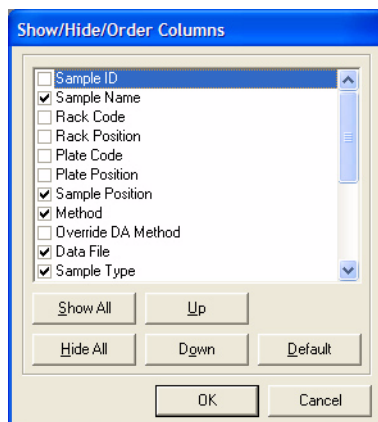 Show/Hide/Order Columns
Sample ID
Sample Name
Rack Code
Rack Position
Plate Code
Plate Position
Sample Position
Method
Override DA Method
Data File
Sample Type
Show All Up
Hide All Down Default
OK Cancel